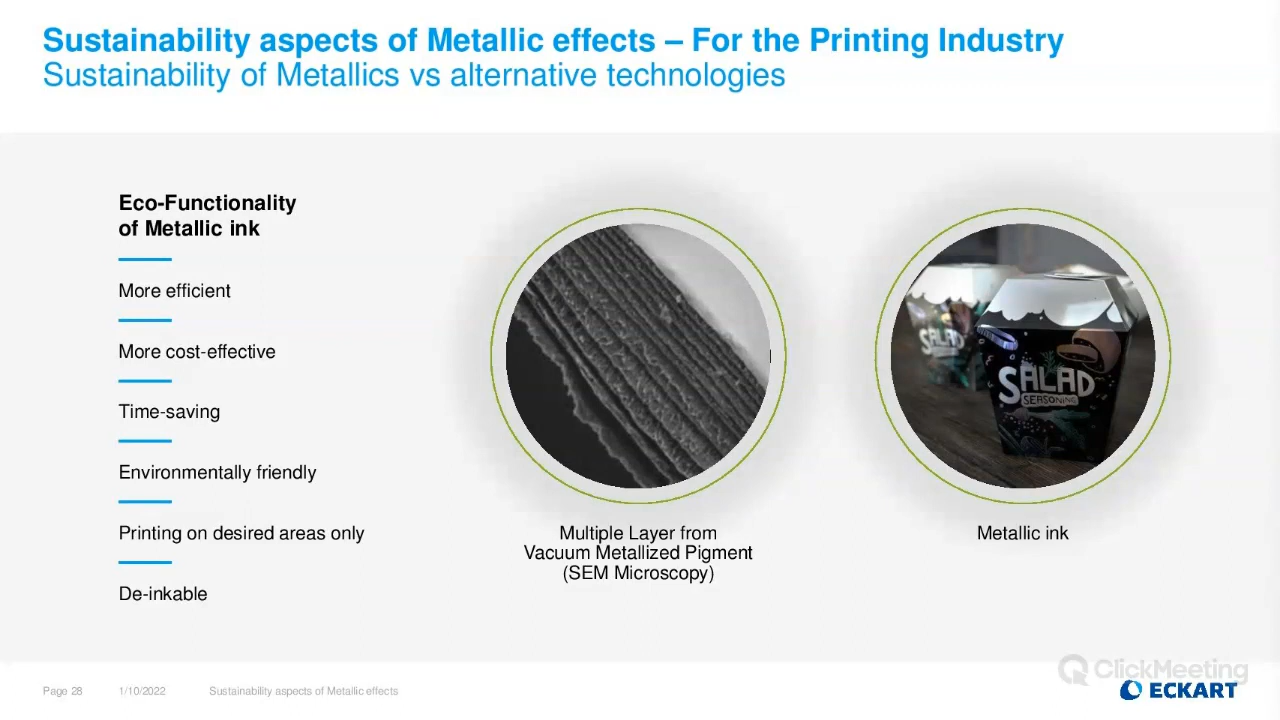 Sustainability aspects of Metallic effects – For the Printing Industry
Sustainability of Metallics vs alternative technologies
Eco-Functionality
of Metallic ink
More efficient
More cost-effective
Time-saving
Environmentally friendly
Printing on desired areas only
De-inkable
SALAD
SALAD
SEASONING
Multiple Layer from
Vacuum Metallized Pigment
(SEM Microscopy)
Metallic ink
ClickMeeting
ECKART
Page 28
1/10/2022
Sustainability aspects of Metallic effects